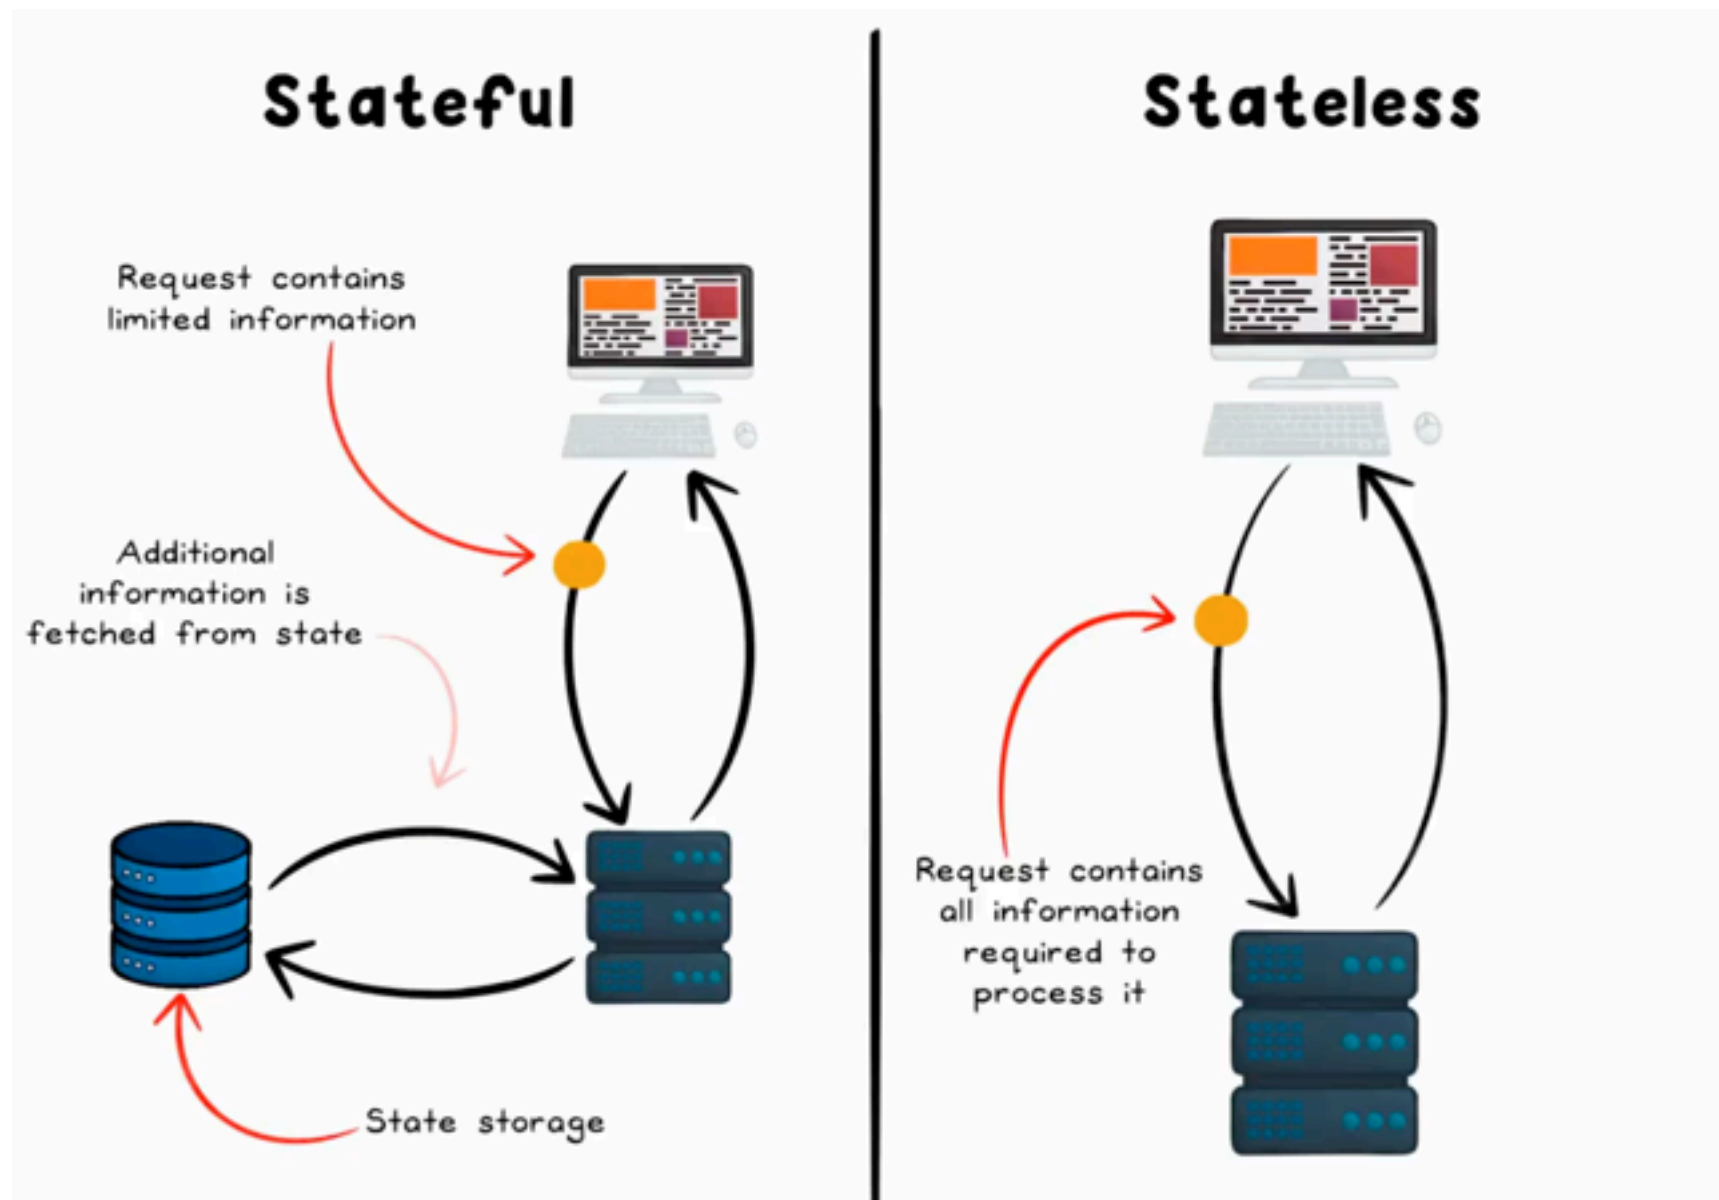 Stateful
Request contains
limited information
Additional
information is
fetched from state
State storage
Stateless
Request contains
all information
required to
process it